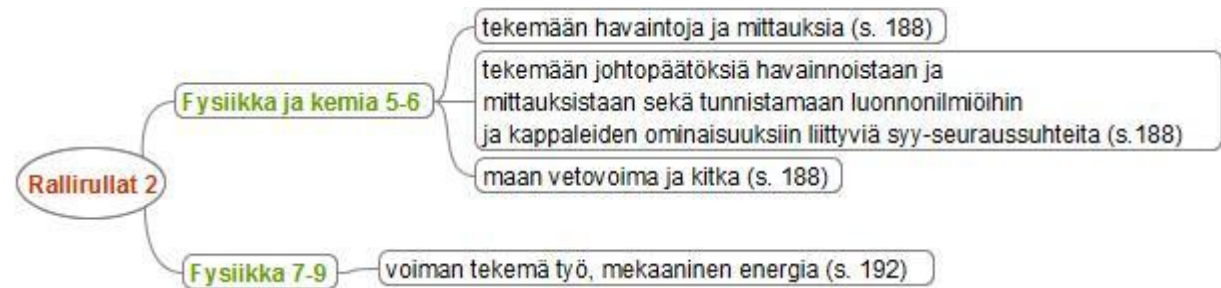 tekemään havaintoja ja mittauksia (s. 188)
tekemään johtopäätöksiä havainnoistaan ja
mittauksistaan sekä tunnistamaan luonnonilmiöihin
ja kappaleiden ominaisuuksiin liittyviä syy-seuraussuhteita (s.188)
Fysiikka ja kemia 5-6
maan vetovoima ja kitka (s. 188)
Rallirullat 2
Fysiikka 7-9
voiman tekemä työ, mekaaninen energia (s. 192)